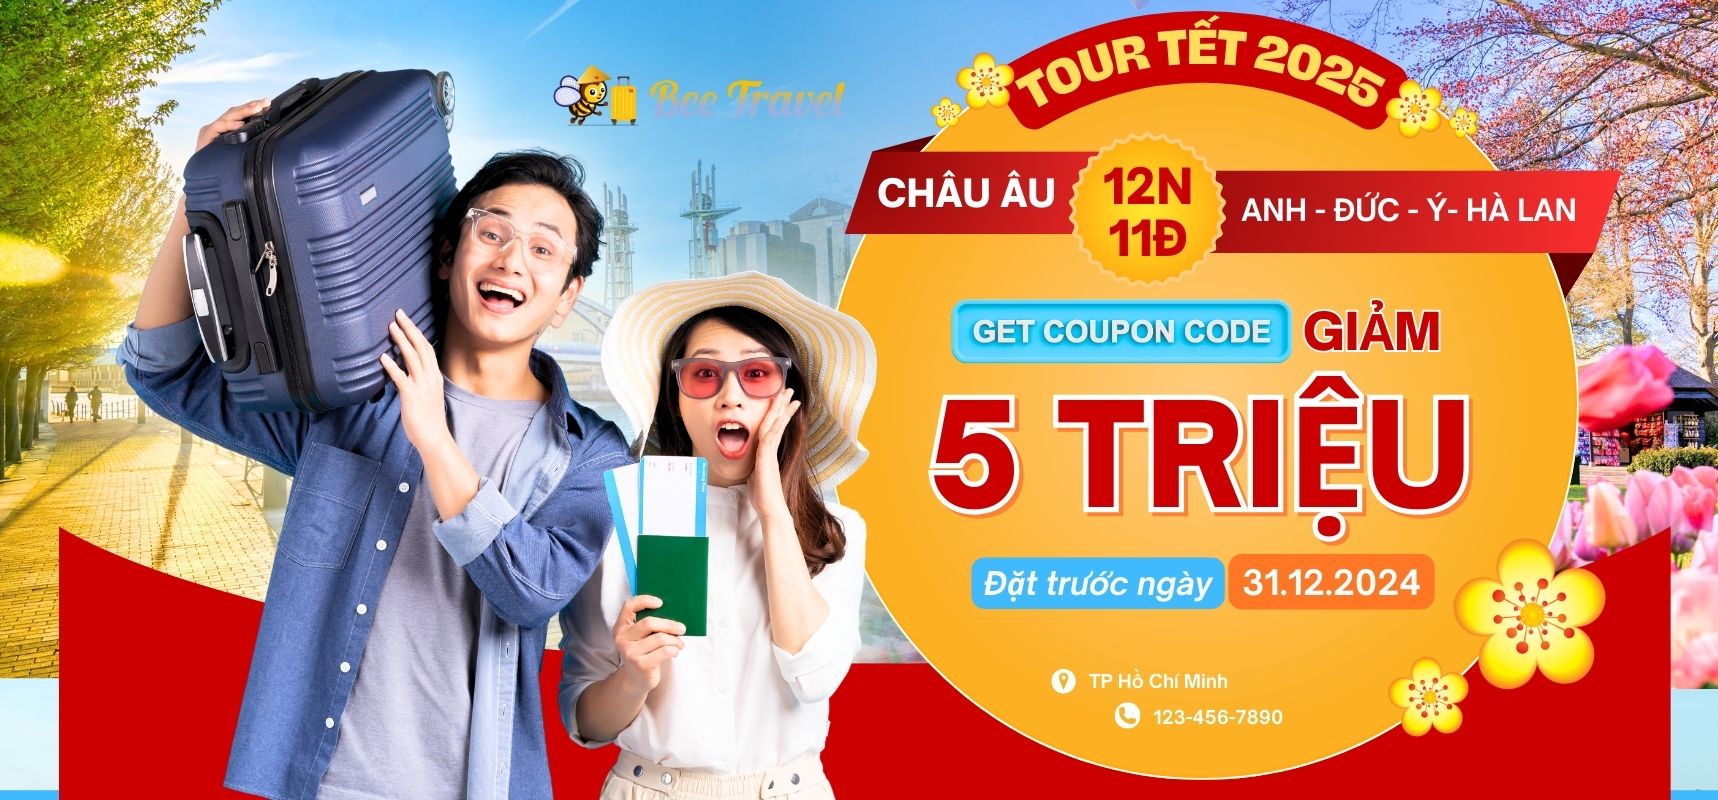 Bee Travel
TOUR TẾT 2025
CHÂU ÂU
12N
11Đ
ANH - ĐỨC - Ý- HÀ LAN
GET COUPON CODE
GIẢM
5 TRIỆU
Đặt trước ngày
31.12.2024
TP Hồ Chí Minh
123-456-7890